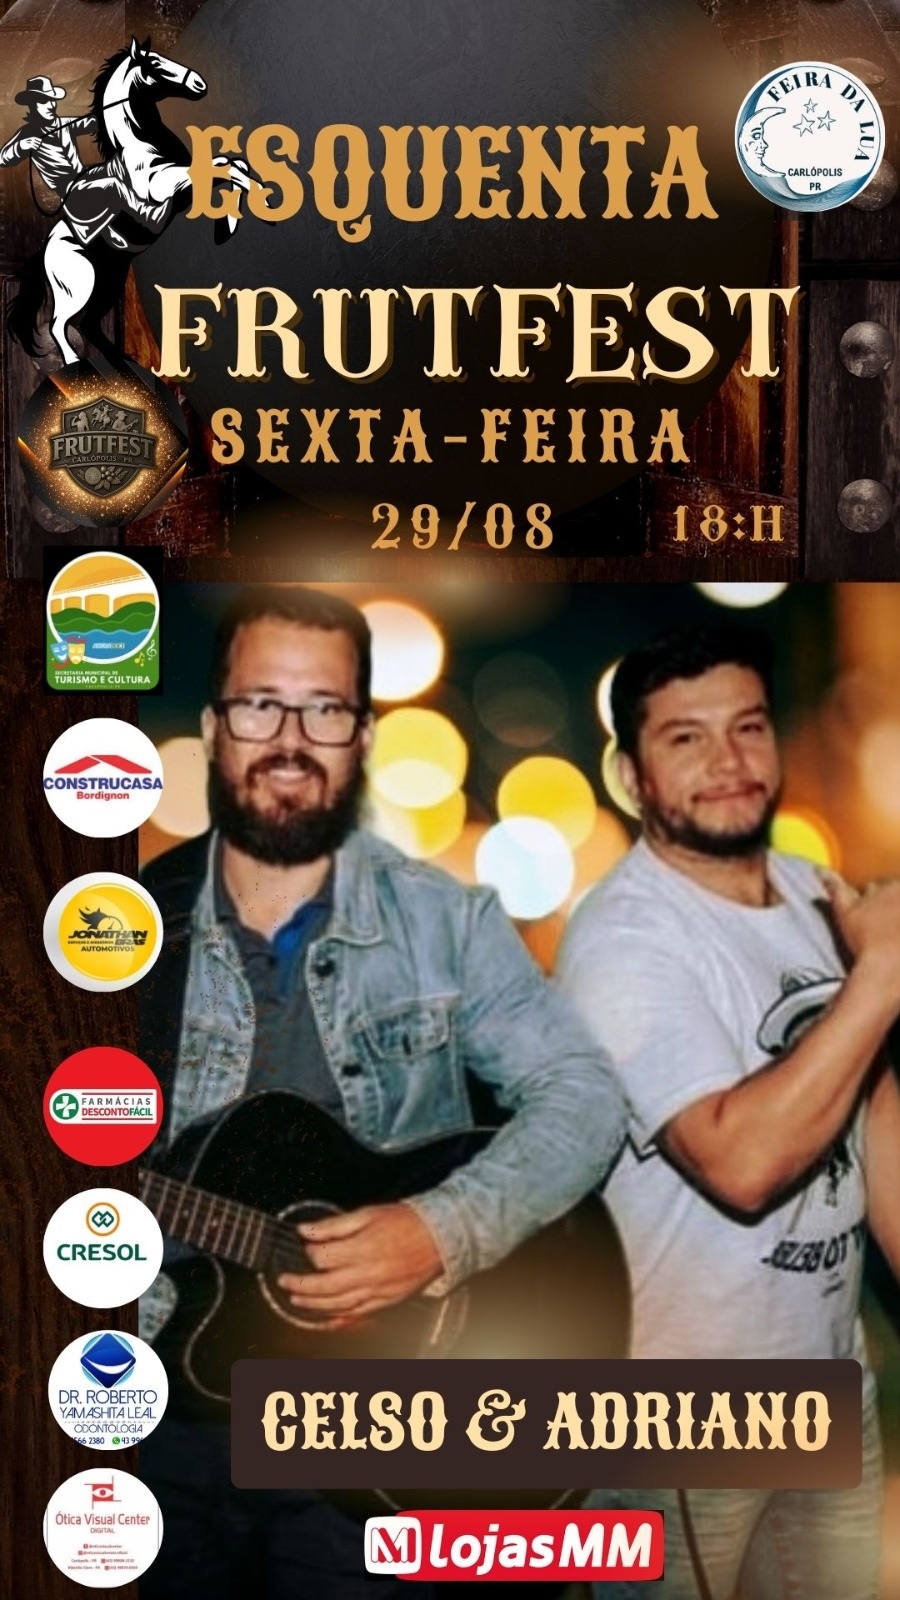 FEIRA DA LUA
CARLÓPOLIS
PR
ESQUENTA
FRUTFEST
SEXTA-FEIRA
29/08 18:H
FRUTFEST
CARLÓPOLIS - PR
SECRETARIA MUNICIPAL DE
TURISMO E CULTURA
CONSTRUCASA
Bordignon
JONATHAN
BRAS
AUTOMOTIVOS
FARMÁCIAS
DESCONTOFÁCIL
CRESOL
DR. ROBERTO
YAMASHITA LEAL
ODONTOLOGIA
Ótica Visual Center
DIGITAL
CELSO & ADRIANO
LojasMM